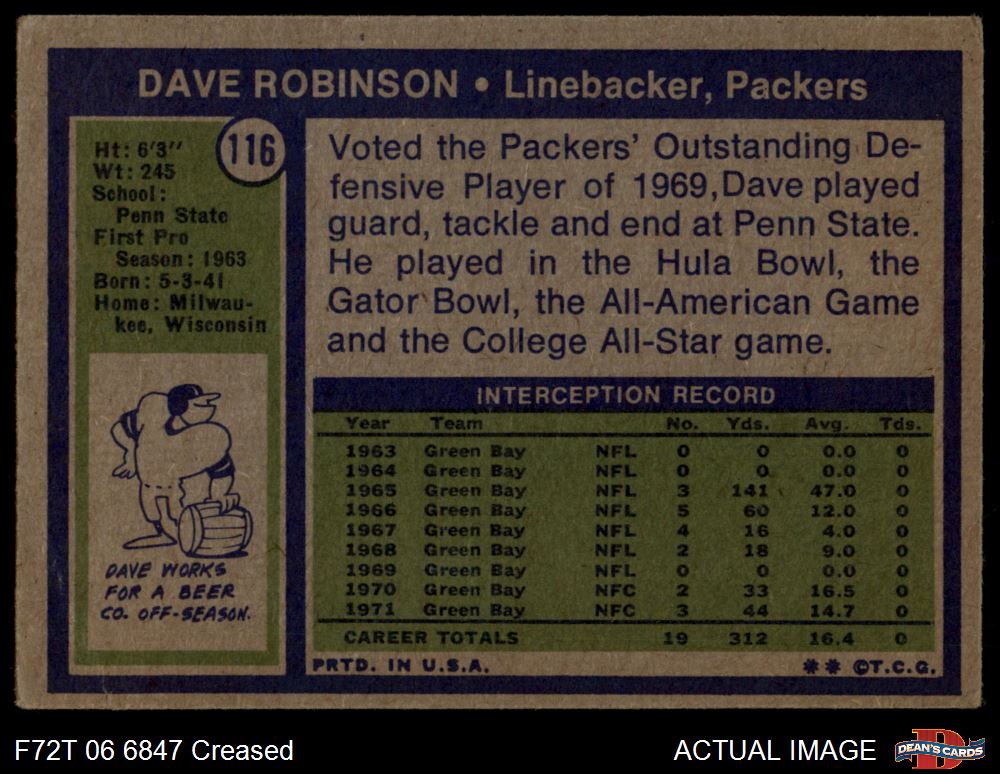 DAVE ROBINSON • Linebacker, Packers
116
Ht: 6'3"
Wt: 245
School:
Penn State
First Pro
Season: 1963
Born: 5-3-41
Home: Milwau-
kee, Wisconsin
DAVE WORKS
FOR A BEER
CO. OFF-SEASON.
Voted the Packers' Outstanding De-
fensive Player of 1969, Dave played
guard, tackle and end at Penn State.
He played in the Hula Bowl, the
Gator Bowl, the All-American Game
and the College All-Star game.
INTERCEPTION RECORD
Year Team No. Yds. Avg. Tds.
1963 Green Bay NFL 0 0 0.0 0
1964 Green Bay NFL 0 0 0.0 0
1965 Green Bay NFL 3 141 47.0 0
1966 Green Bay NFL 5 60 12.0 0
1967 Green Bay NFL 4 16 4.0 0
1968 Green Bay NFL 2 18 9.0 0
1969 Green Bay NFL 0 0 0.0 0
1970 Green Bay NFC 2 33 16.5 0
1971 Green Bay NFC 3 44 14.7 0
CAREER TOTALS 19 312 16.4 0
PRTD. IN U.S.A. ** ©T.C.G.
F72T 06 6847 Creased
ACTUAL IMAGE
D
DEAN'S CARDS